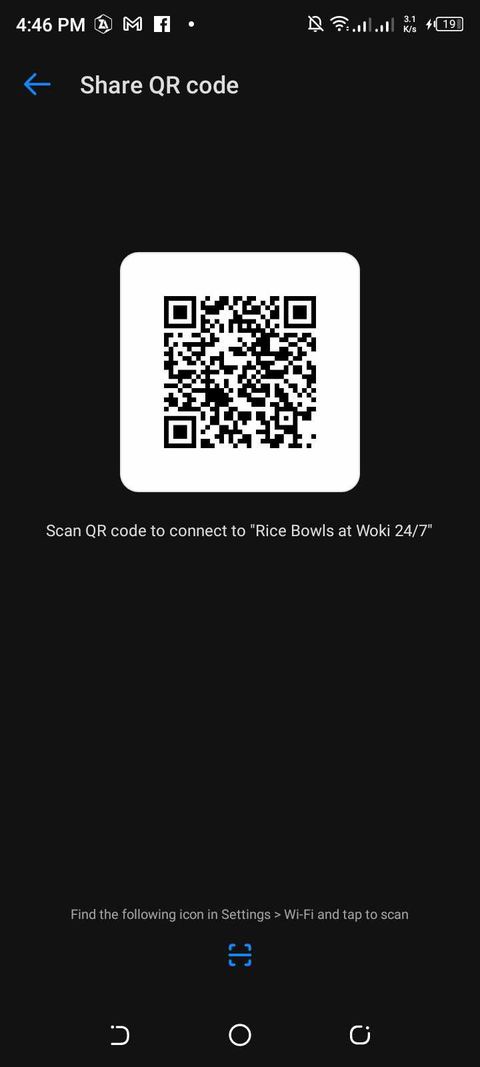 4:46 PM
3.1
K/s
19
Share QR code
Scan QR code to connect to "Rice Bowls at Woki 24/7"
Find the following icon in Settings > Wi-Fi and tap to scan